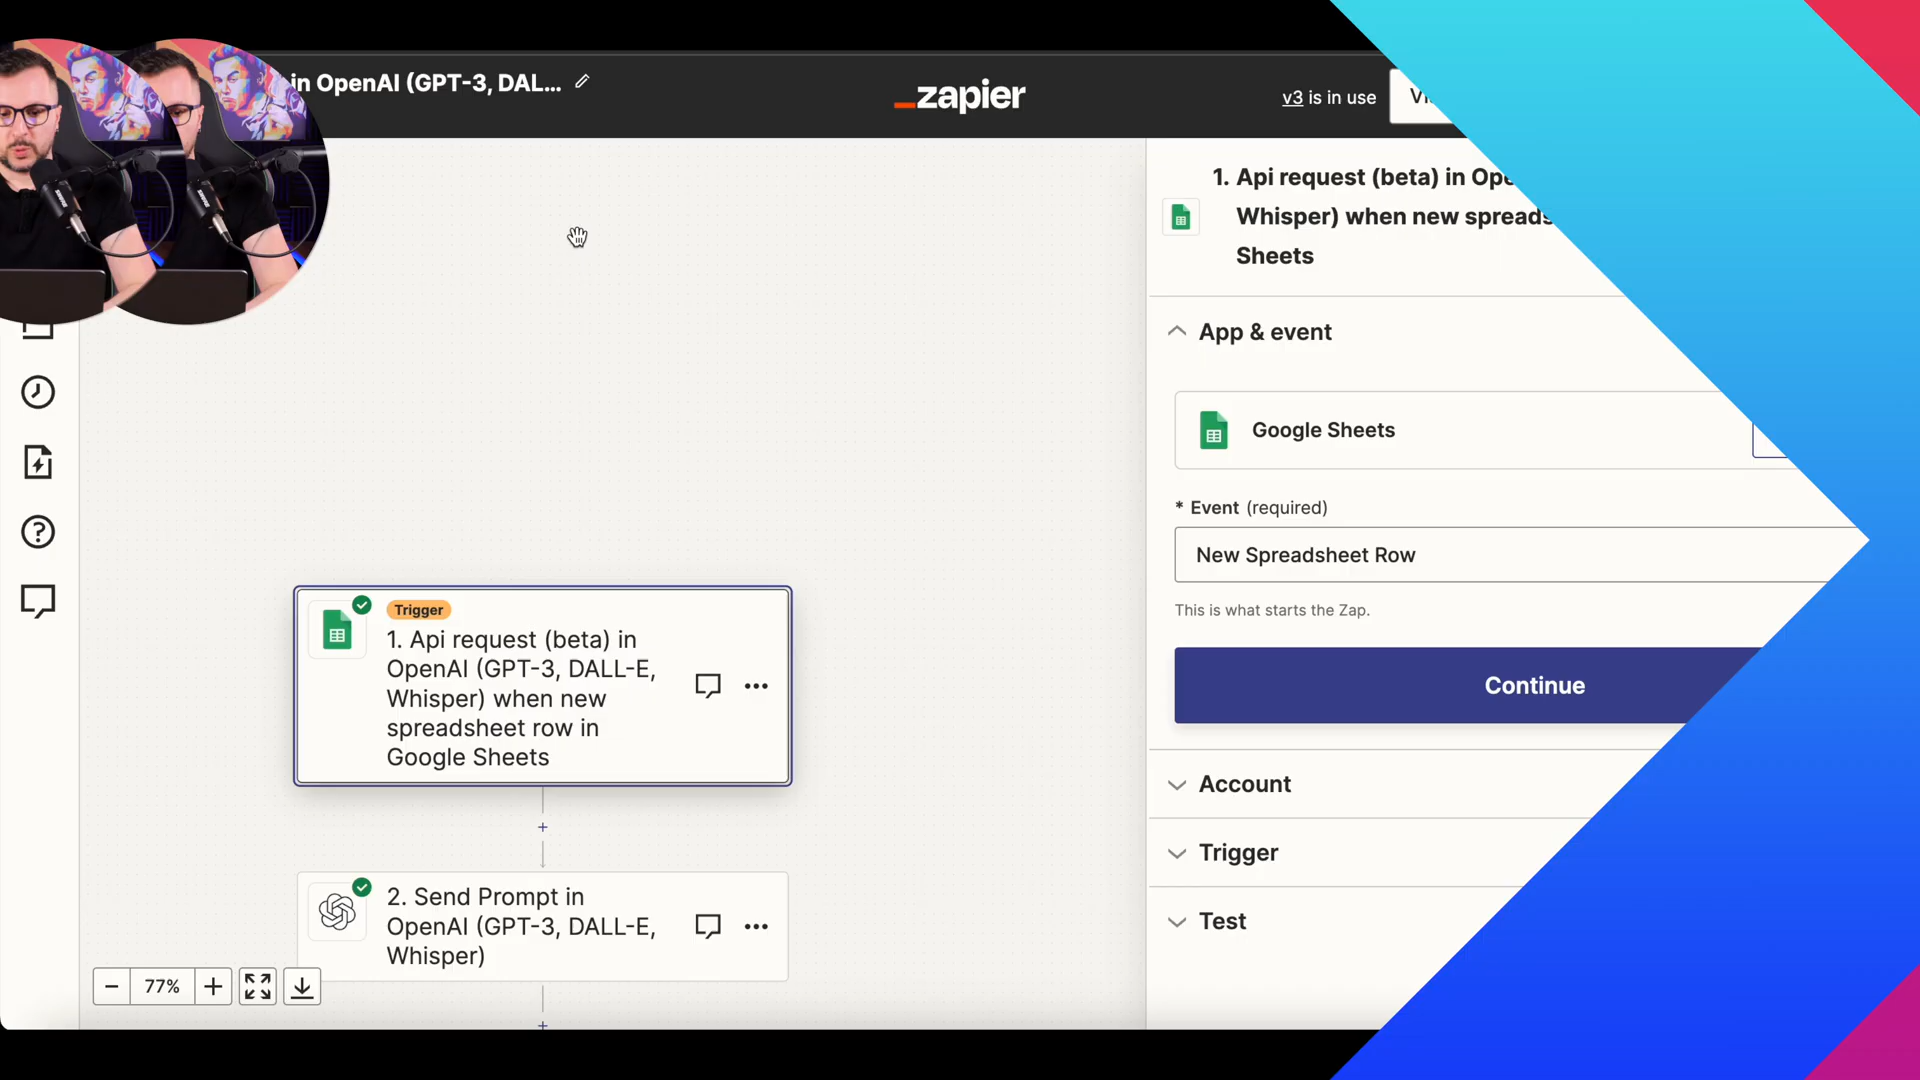 in OpenAI (GPT-3, DAL...
_zapier
v3 is in use
1. Api request (beta) in
Whisper) when new
Sheets
App & event
Google Sheets
* Event (required)
New Spreadsheet Row
This is what starts the Zap.
Continue
Account
Trigger
Test
Trigger
1. Api request (beta) in
OpenAI (GPT-3, DALL-E,
Whisper) when new
spreadsheet row in
Google Sheets
2. Send Prompt in
OpenAI (GPT-3, DALL-E,
Whisper)
77%